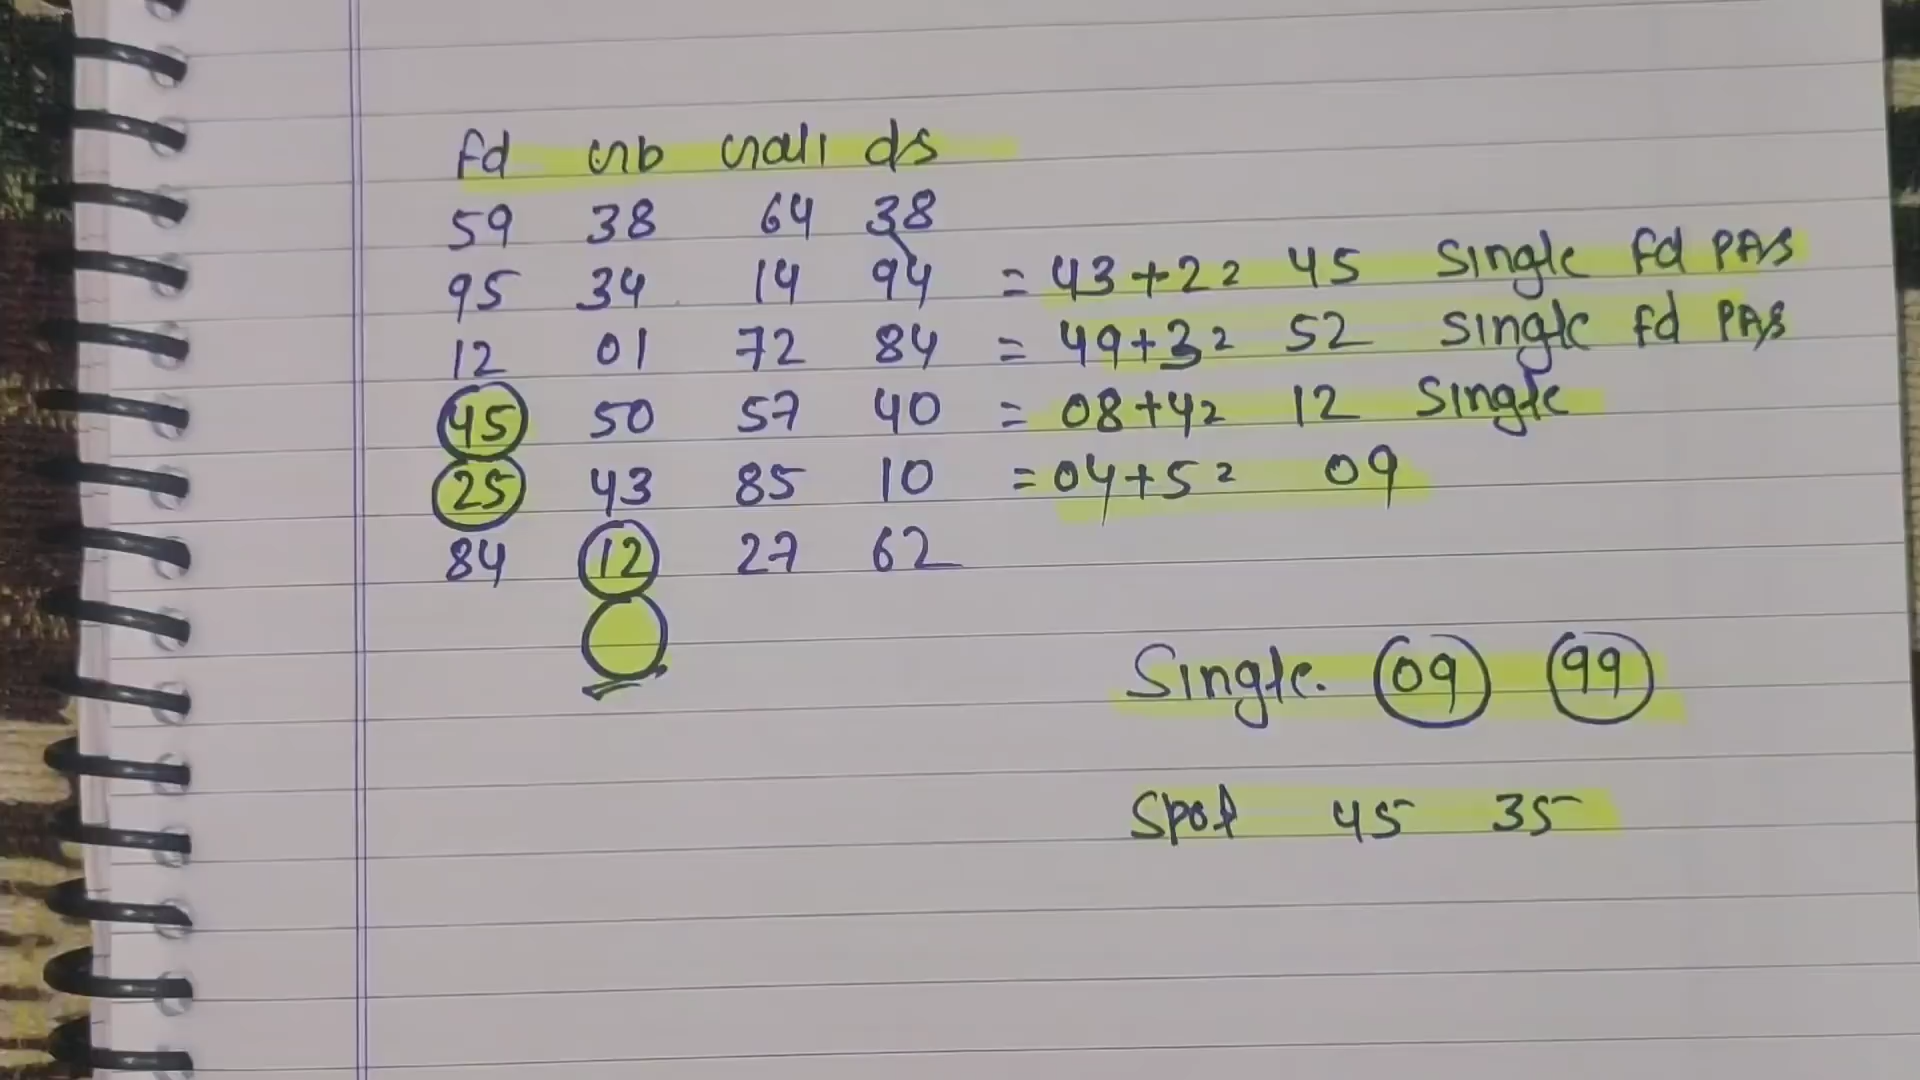 fd GB Gali ds
59 38 64 38
95 34 14 94 = 43+2= 45 Single fd PAS
12 01 72 84 = 49+3= 52 Single fd PAS
45 50 57 40 = 08+4= 12 Single
25 43 85 10 = 04+5= 09
84 12 27 62
Single. 09 99
Spot 45 35